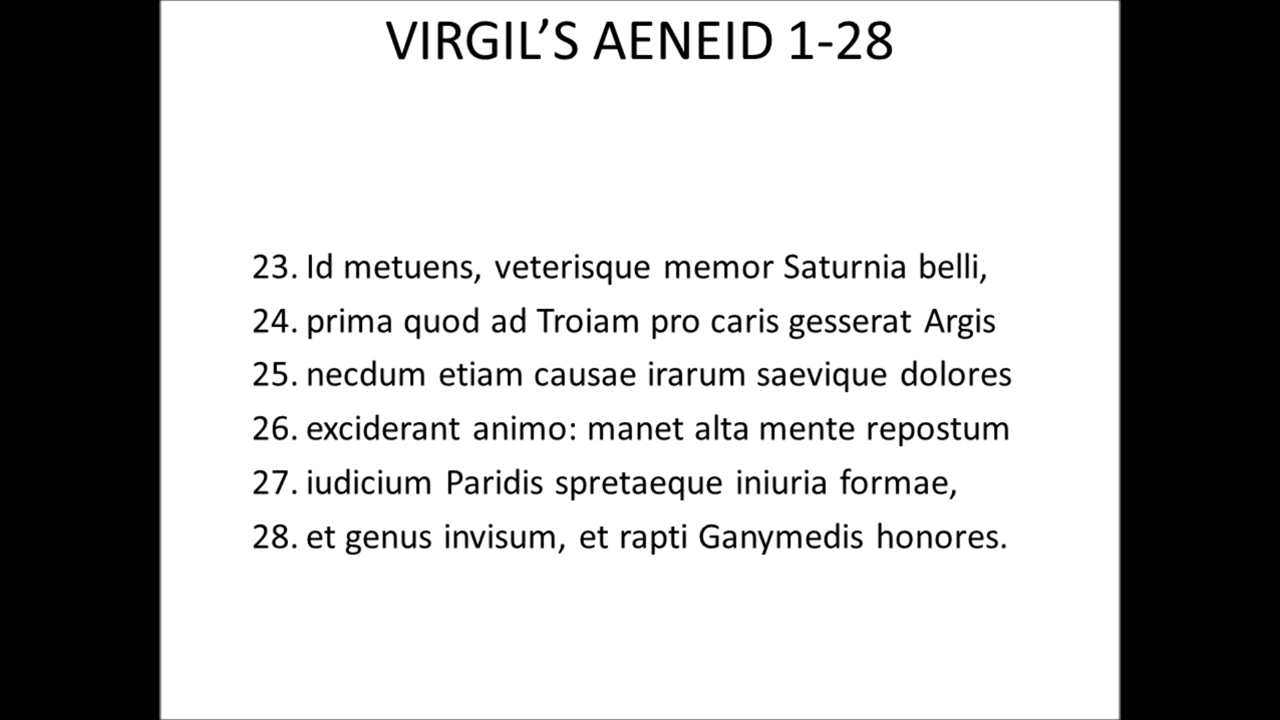 VIRGIL’S AENEID 1-28
23. Id metuens, veterisque memor Saturnia belli,
24. prima quod ad Troiam pro caris gesserat Argis
25. necdum etiam causae irarum saevique dolores
26. exciderant animo: manet alta mente repostum
27. iudicium Paridis spretaeque iniuria formae,
28. et genus invisum, et rapti Ganymedis honores.